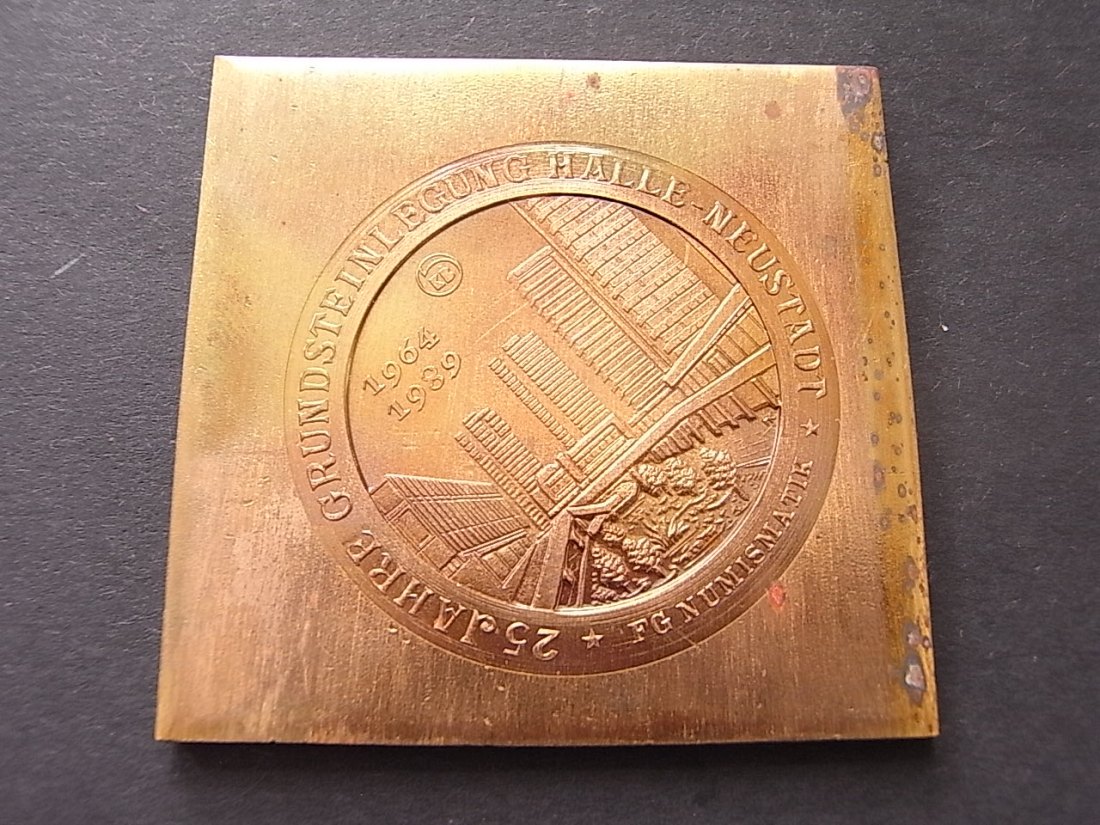 25 JAHRE GRUNDSTEINLEGUNG HALLE-NEUSTADT
★ FG NUMISMATIK ★
1964
1989